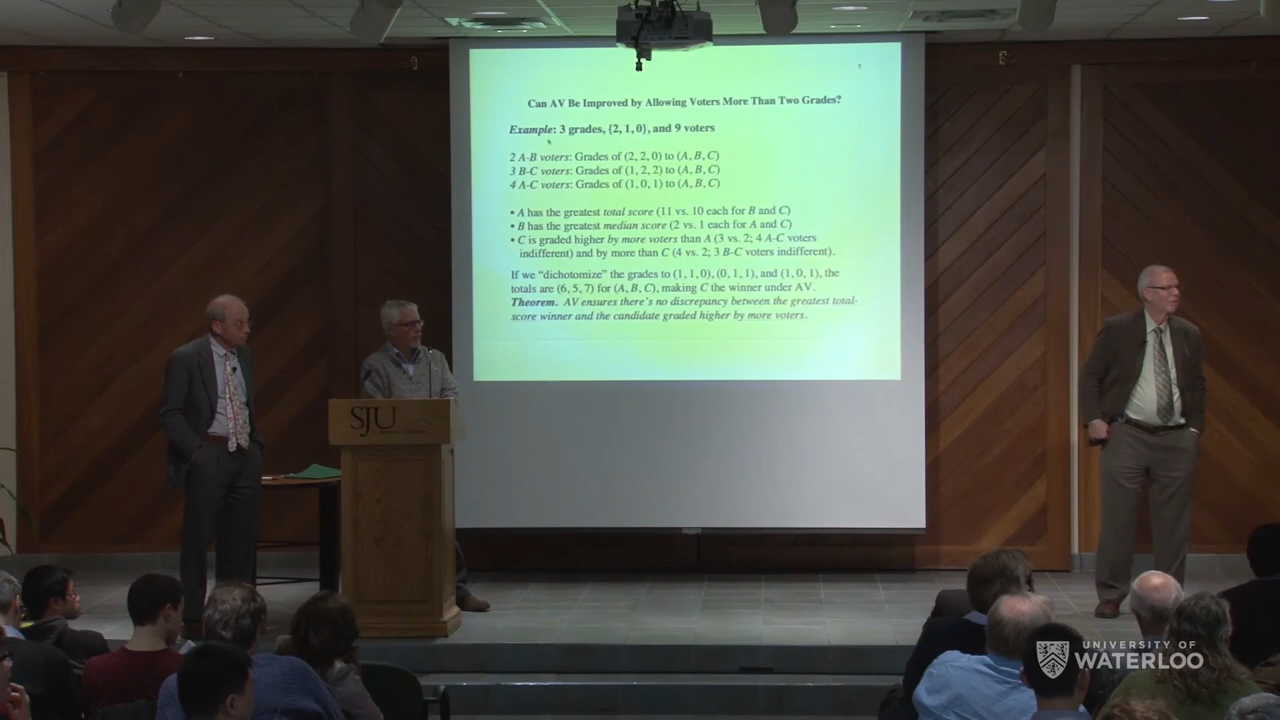 Can AV Be Improved by Allowing Voters More Than Two Grades?
Example: 3 grades, {2, 1, 0}, and 9 voters
2 A-B voters: Grades of (2, 2, 0) to (A, B, C)
3 B-C voters: Grades of (1, 2, 2) to (A, B, C)
4 A-C voters: Grades of (1, 0, 1) to (A, B, C)
• A has the greatest total score (11 vs. 10 each for B and C)
• B has the greatest median score (2 vs. 1 each for A and C)
• C is graded higher by more voters than A (3 vs. 2; 4 A-C voters
indifferent) and by more than C (4 vs. 2; 3 B-C voters indifferent).
If we “dichotomize” the grades to (1, 1, 0), (0, 1, 1), and (1, 0, 1), the
totals are (6, 5, 7) for (A, B, C), making C the winner under AV.
Theorem. AV ensures there's no discrepancy between the greatest total-
score winner and the candidate graded higher by more voters.
SJU
UNIVERSITY OF
WATERLOO